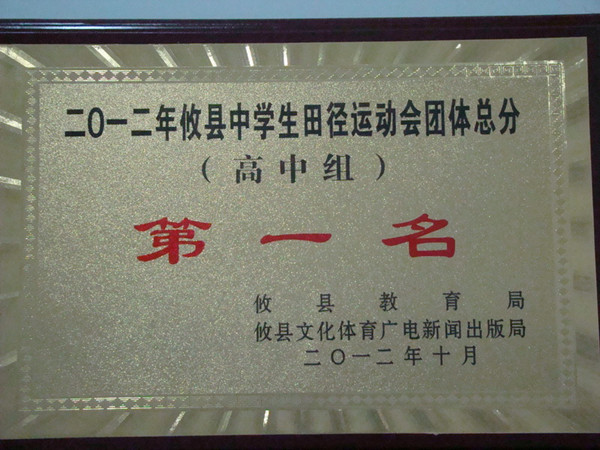 二〇一二年攸县中学生田径运动会团体总分
（高中组）
第一名
攸县教育局
攸县文化体育广电新闻出版局
二〇一二年十月